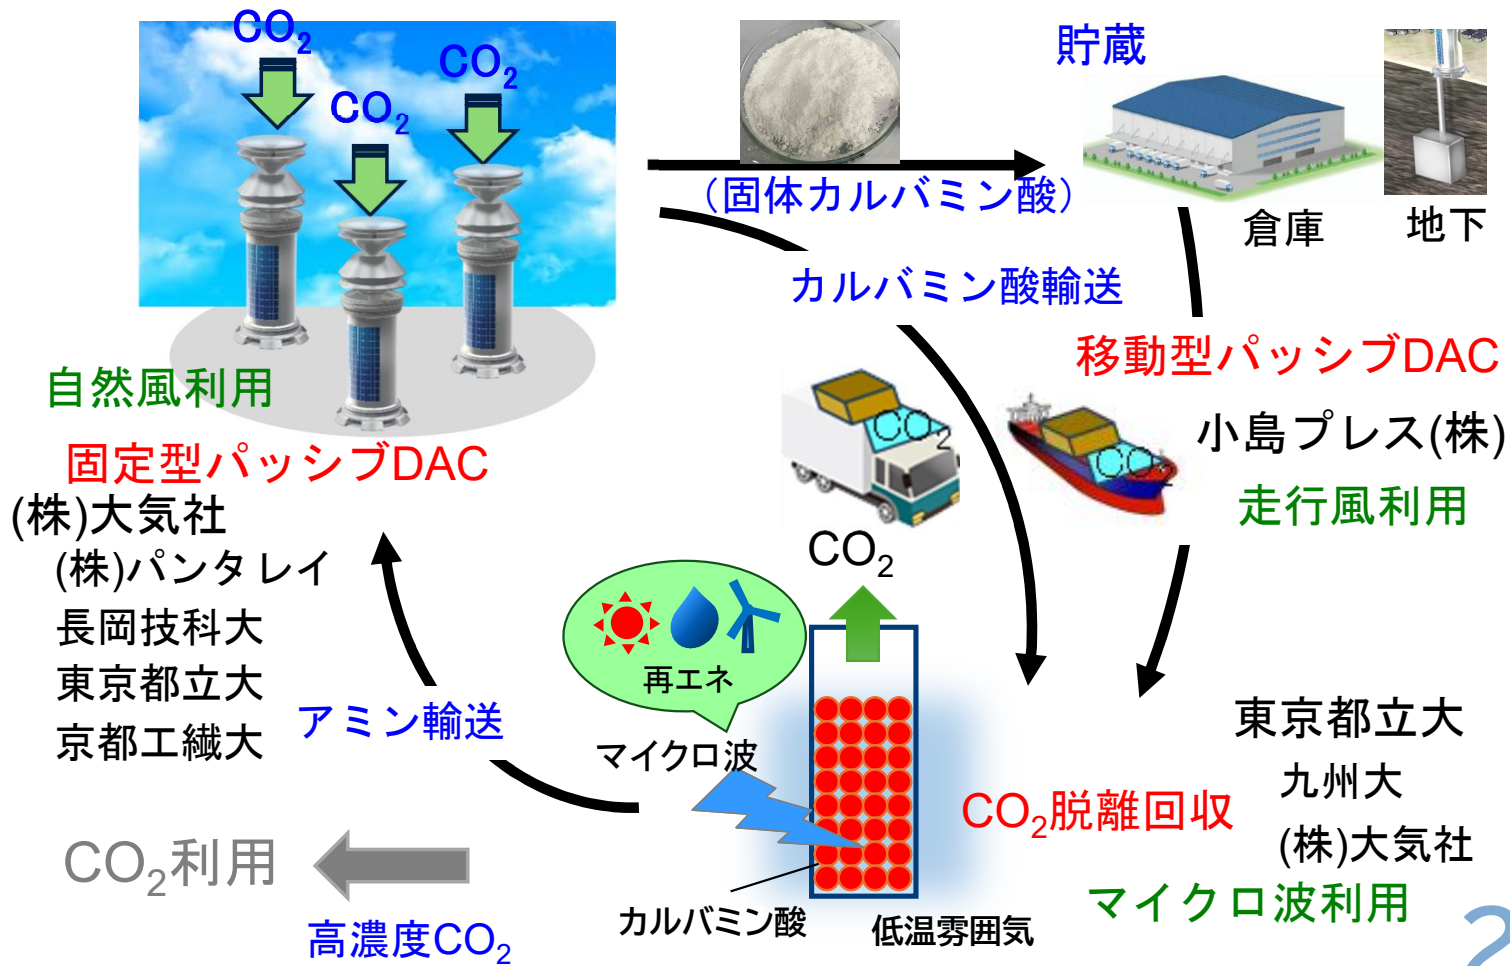 CO2
CO2
CO2
貯蔵
(固体カルバミン酸)
倉庫
地下
カルバミン酸輸送
自然風利用
移動型パッシブDAC
小島プレス(株)
走行風利用
CO2
CO2
固定型パッシブDAC
(株)大気社
(株)パンタレイ
長岡技科大
東京都立大
京都工繊大
アミン輸送
CO2
再エネ
マイクロ波
東京都立大
九州大
(株)大気社
CO2脱離回収
マイクロ波利用
CO2利用
高濃度CO2
カルバミン酸
低温雰囲気
2